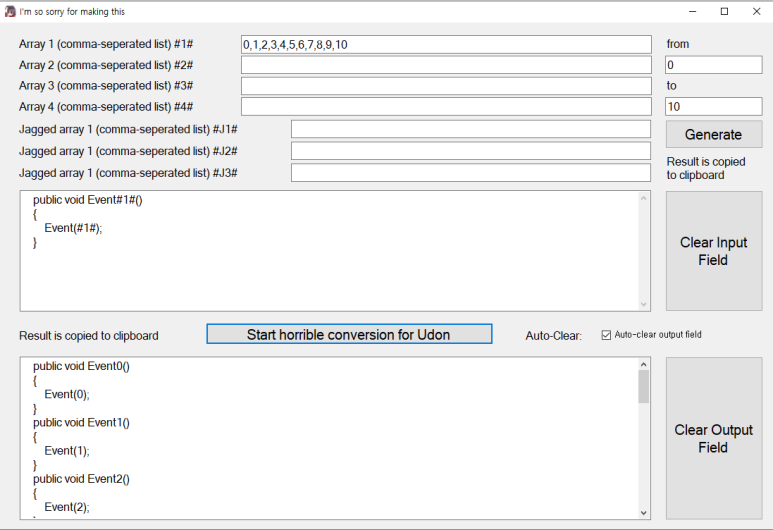 I'm so sorry for making this
Array 1 (comma-seperated list) #1#
0,1,2,3,4,5,6,7,8,9,10
from
Array 2 (comma-seperated list) #2#
0
Array 3 (comma-seperated list) #3#
to
Array 4 (comma-seperated list) #4#
10
Jagged array 1 (comma-seperated list) #J1#
Generate
Jagged array 1 (comma-seperated list) #J2#
Jagged array 1 (comma-seperated list) #J3#
Result is copied
to clipboard
public void Event#1#()
{
Event(#1#);
}
Clear Input
Field
Result is copied to clipboard
Start horrible conversion for Udon
Auto-Clear:
Auto-clear output field
public void Event0()
{
Event(0);
}
public void Event1()
{
Event(1);
}
public void Event2()
{
Event(2);
Clear Output
Field